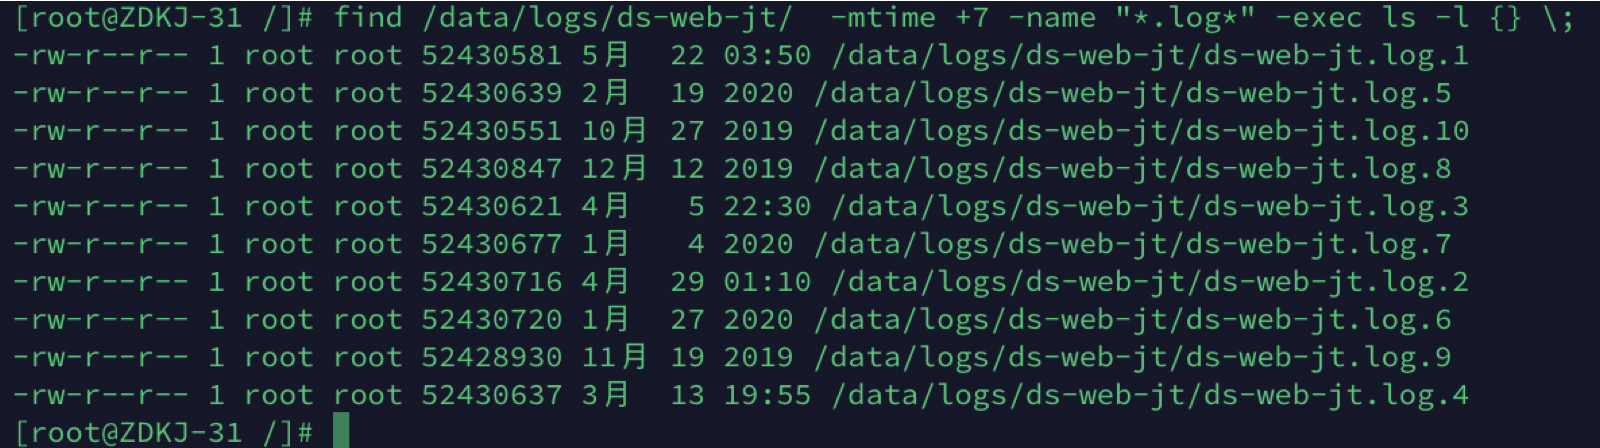 [root@ZDKJ-31 /]# find /data/logs/ds-web-jt/  -mtime +7 -name "*.log*" -exec ls -l {} \;
-rw-r--r-- 1 root root 52430581 5月  22 03:50 /data/logs/ds-web-jt/ds-web-jt.log.1
-rw-r--r-- 1 root root 52430639 2月  19 2020 /data/logs/ds-web-jt/ds-web-jt.log.5
-rw-r--r-- 1 root root 52430551 10月 27 2019 /data/logs/ds-web-jt/ds-web-jt.log.10
-rw-r--r-- 1 root root 52430847 12月 12 2019 /data/logs/ds-web-jt/ds-web-jt.log.8
-rw-r--r-- 1 root root 52430621 4月   5 22:30 /data/logs/ds-web-jt/ds-web-jt.log.3
-rw-r--r-- 1 root root 52430677 1月   4 2020 /data/logs/ds-web-jt/ds-web-jt.log.7
-rw-r--r-- 1 root root 52430716 4月  29 01:10 /data/logs/ds-web-jt/ds-web-jt.log.2
-rw-r--r-- 1 root root 52430720 1月  27 2020 /data/logs/ds-web-jt/ds-web-jt.log.6
-rw-r--r-- 1 root root 52428930 11月 19 2019 /data/logs/ds-web-jt/ds-web-jt.log.9
-rw-r--r-- 1 root root 52430637 3月  13 19:55 /data/logs/ds-web-jt/ds-web-jt.log.4
[root@ZDKJ-31 /]#